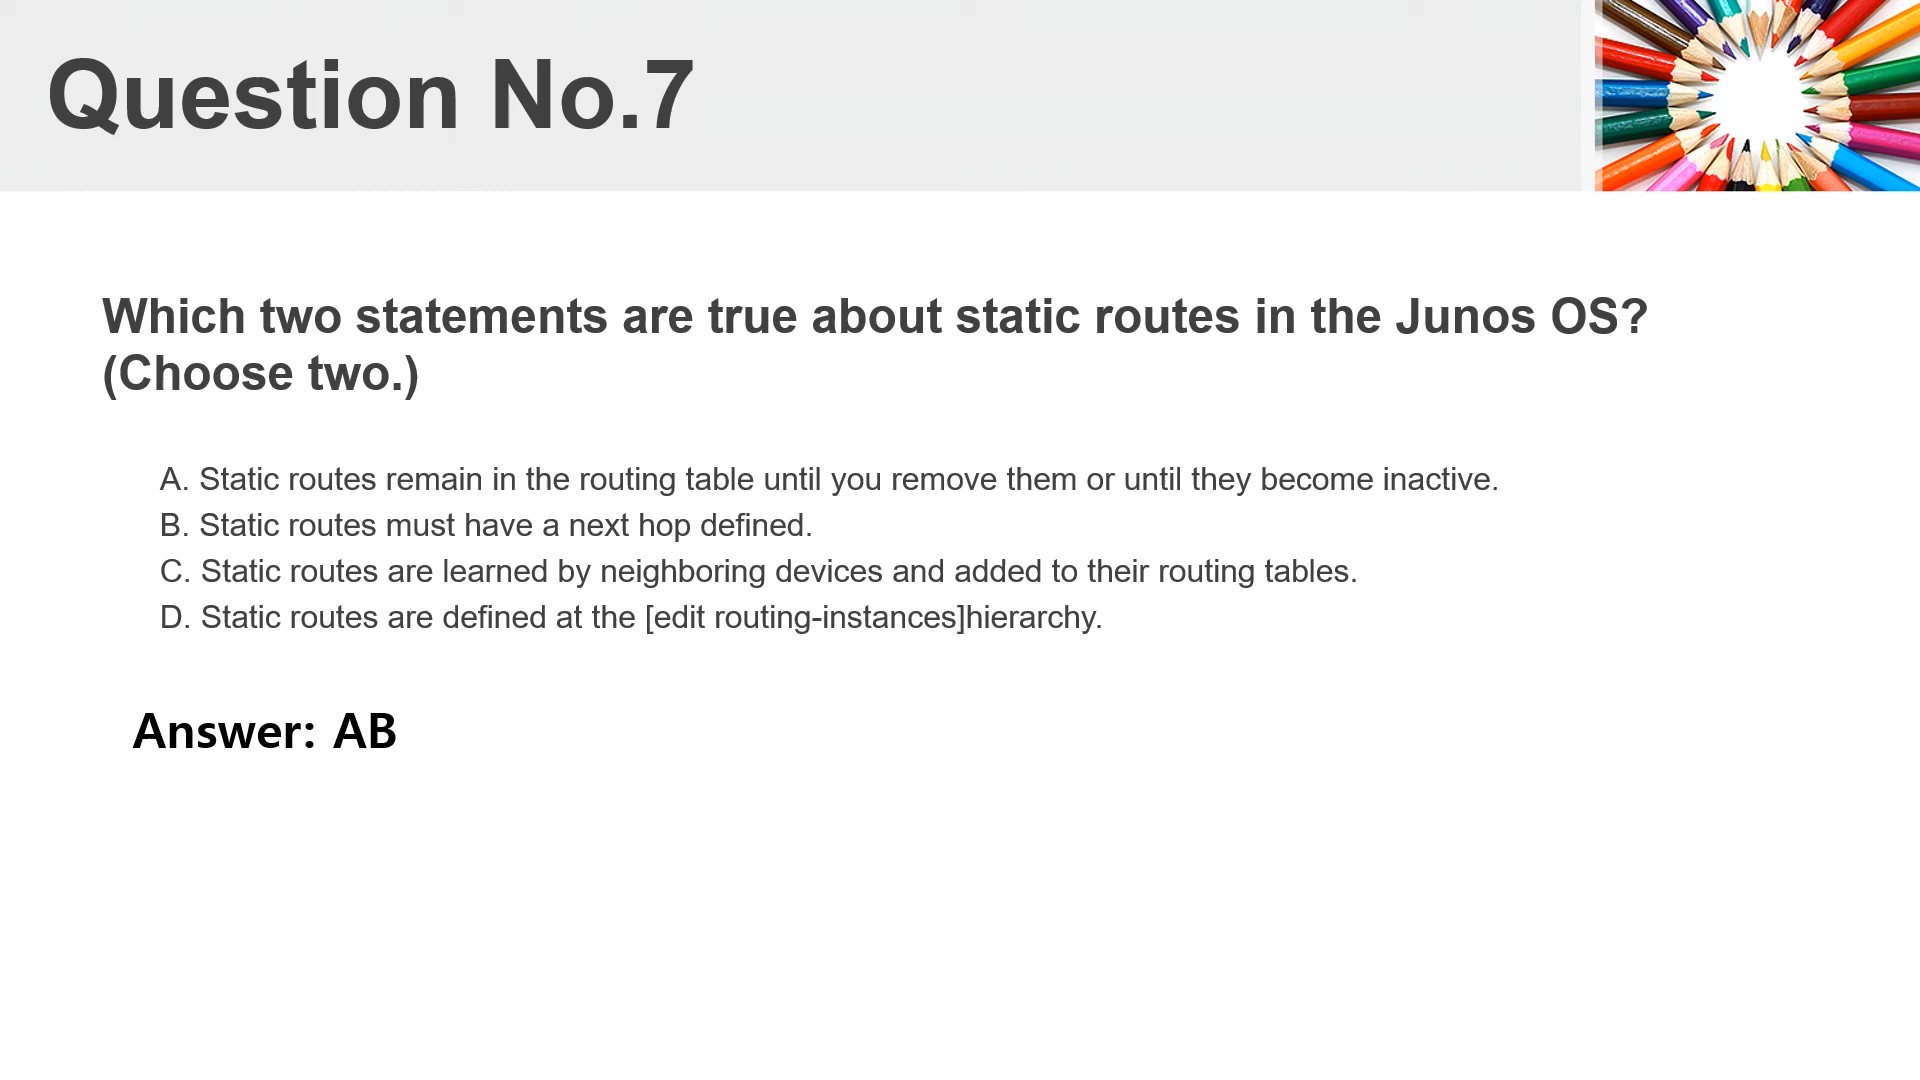 Question No.7
Which two statements are true about static routes in the Junos OS?
(Choose two.)
A. Static routes remain in the routing table until you remove them or until they become inactive.
B. Static routes must have a next hop defined.
C. Static routes are learned by neighboring devices and added to their routing tables.
D. Static routes are defined at the [edit routing-instances]hierarchy.
Answer: AB